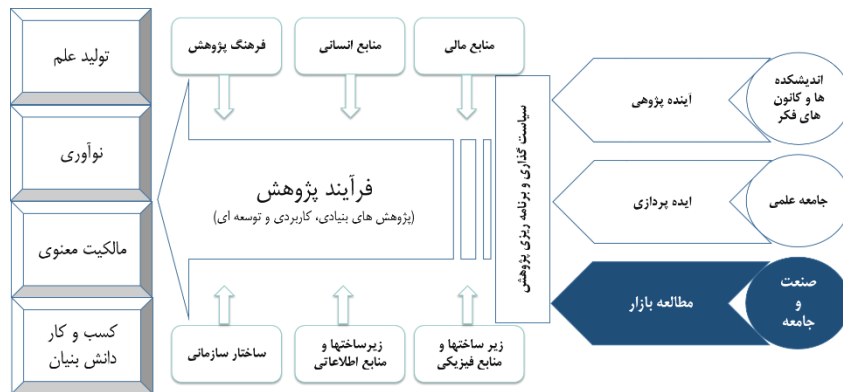 اندیشکده
ها و کانون
های فکر
آینده پژوهی
جامعه علمی
ایده پردازی
صنعت
و
جامعه
مطالعه بازار
سیاست گذاری و برنامه ریزی پژوهش
منابع مالی
منابع انسانی
فرهنگ پژوهش
فرآیند پژوهش
(پژوهش های بنیادی، کاربردی و توسعه ای)
زیر ساختها و
منابع فیزیکی
زیرساختها و
منابع اطلاعاتی
ساختار سازمانی
تولید علم
نوآوری
مالکیت معنوی
کسب و کار
دانش بنیان